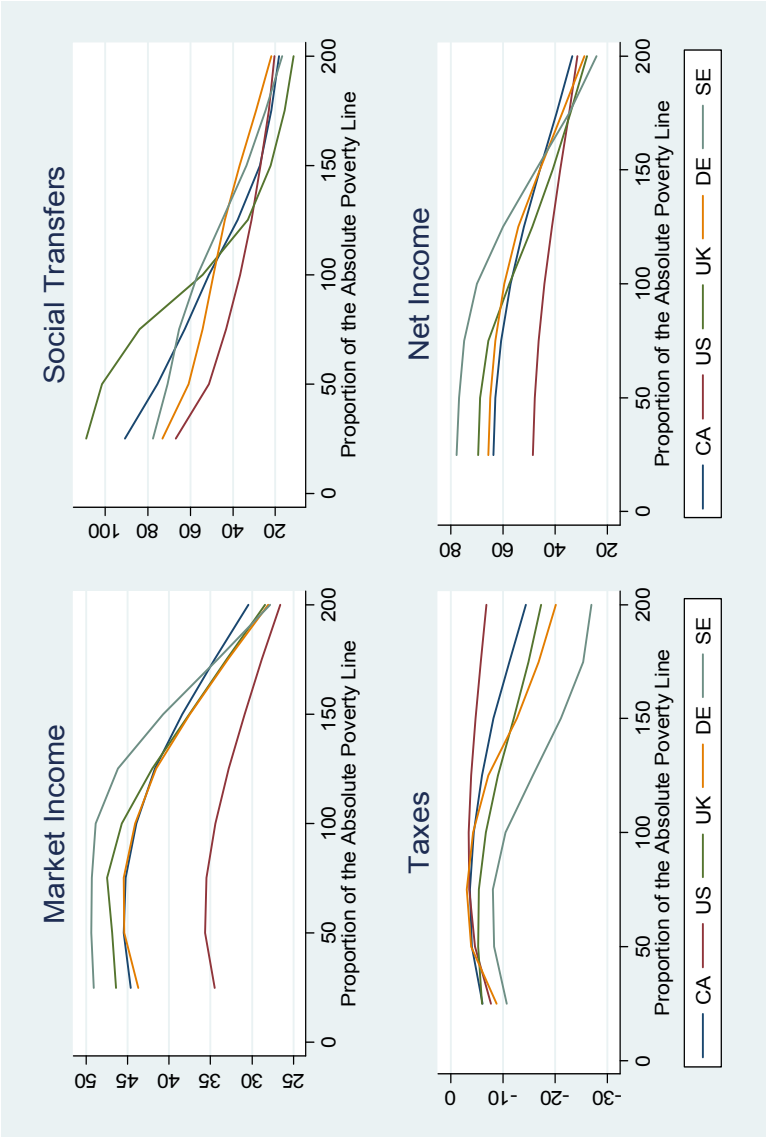 Market Income
50
45
40
35
30
25
0 50 100 150 200
Proportion of the Absolute Poverty Line
Social Transfers
100
80
60
40
20
0 50 100 150 200
Proportion of the Absolute Poverty Line
Taxes
0
-10
-20
-30
0 50 100 150 200
Proportion of the Absolute Poverty Line
CA US UK DE SE
Net Income
80
60
40
20
0 50 100 150 200
Proportion of the Absolute Poverty Line
CA US UK DE SE